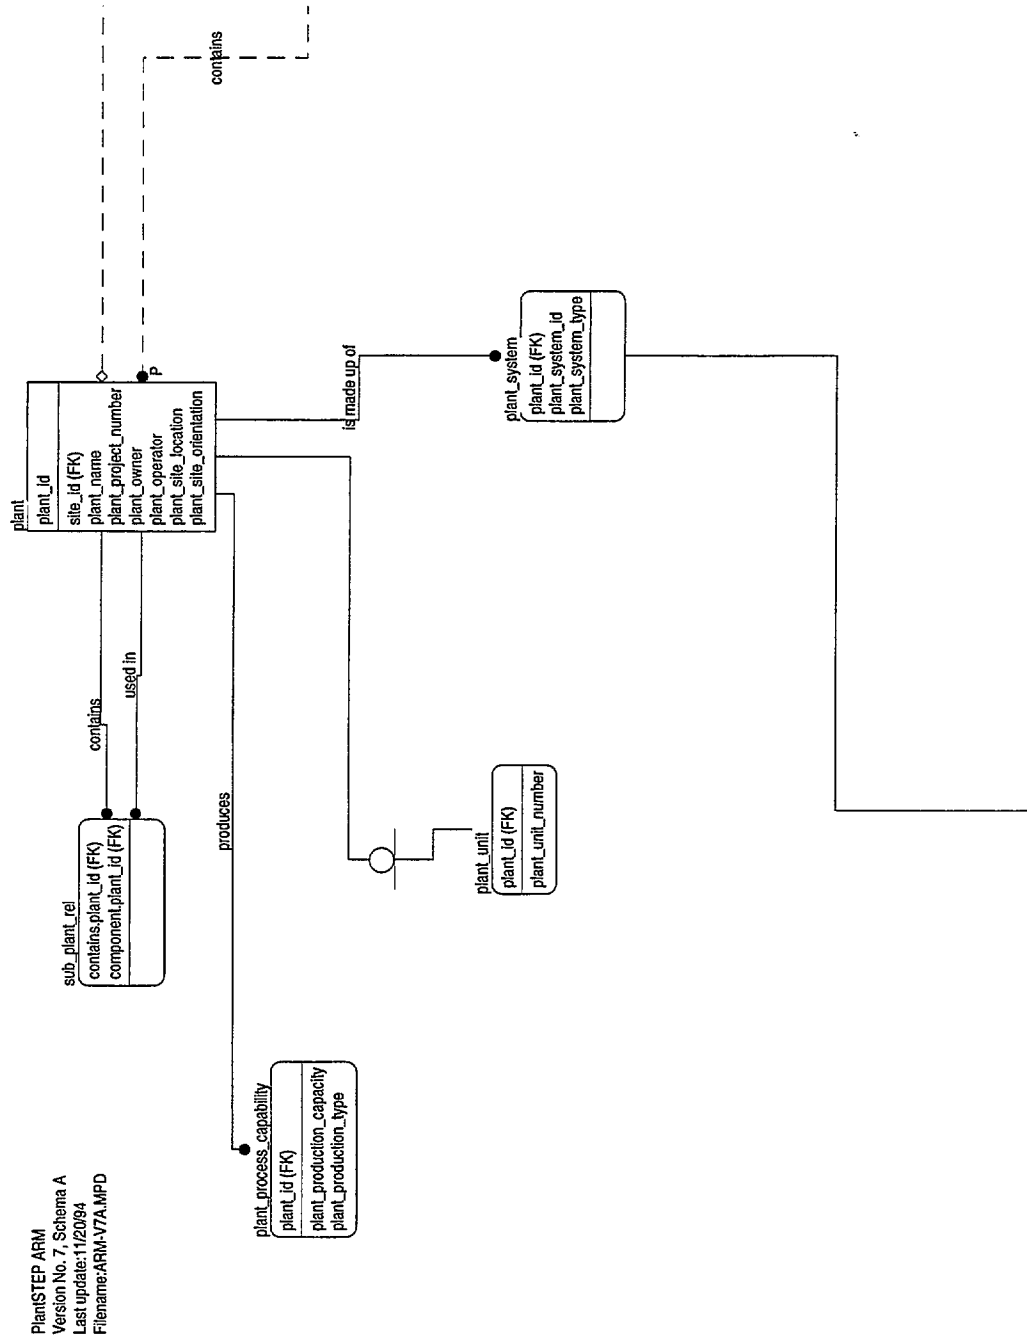 PlantSTEP ARM
Version No. 7, Schema A
Last update:11/20/94
Filename:ARM-V7A.MPD
plant
plant_id
site_id (FK)
plant_name
plant_project_number
plant_owner
plant_operator
plant_site_location
plant_site_orientation
P
contains
contains
used in
sub_plant_rel
contains.plant_id (FK)
component.plant_id (FK)
produces
plant_process_capability
plant_id (FK)
plant_production_capacity
plant_production_type
is made up of
plant_unit
plant_id (FK)
plant_unit_number
plant_system
plant_id (FK)
plant_system_id
plant_system_type